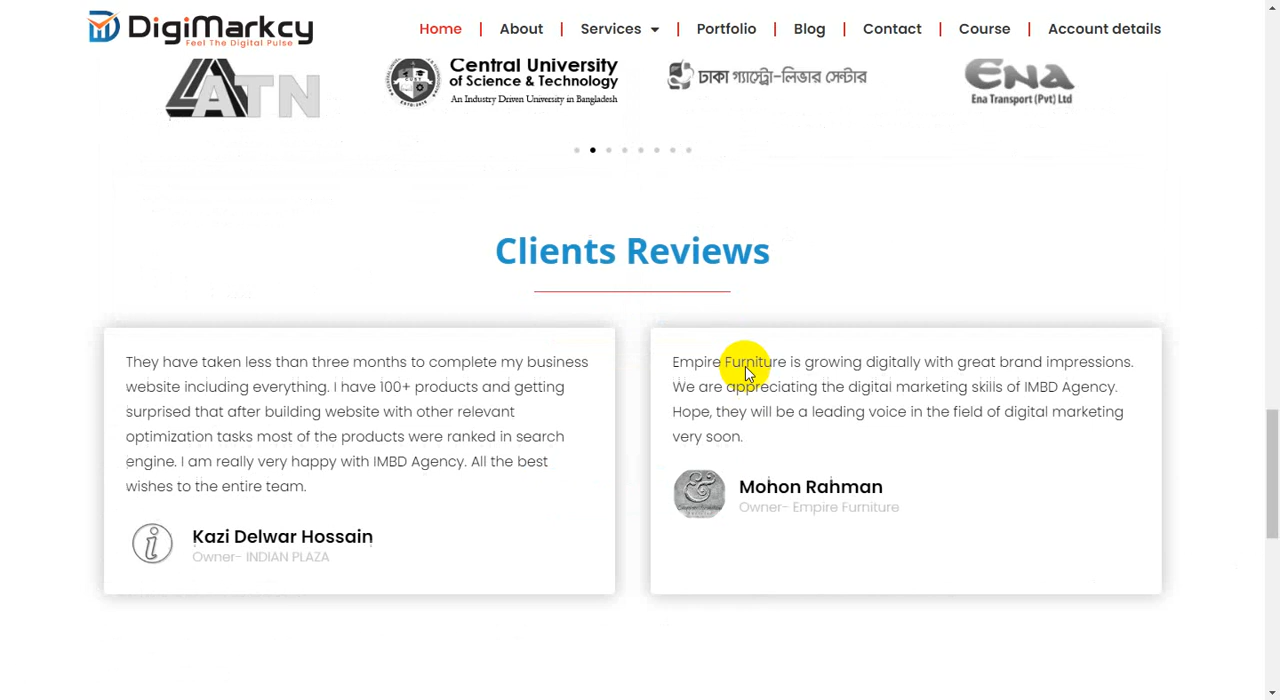 DigiMarkcy
Feel The Digital Pulse
Home
About
Services
Portfolio
Blog
Contact
Course
Account details
ATN
Central University
of Science & Technology
An Industry Driven University in Bangladesh
ঢাকা গ্যাস্ট্রো-লিভার সেন্টার
ENA
Ena Transport (Pvt) Ltd
Clients Reviews
They have taken less than three months to complete my business
website including everything. I have 100+ products and getting
surprised that after building website with other relevant
optimization tasks most of the products were ranked in search
engine. I am really very happy with IMBD Agency. All the best
wishes to the entire team.
Kazi Delwar Hossain
Owner- INDIAN PLAZA
Empire Furniture is growing digitally with great brand impressions.
We are appreciating the digital marketing skills of IMBD Agency.
Hope, they will be a leading voice in the field of digital marketing
very soon.
Mohon Rahman
Owner- Empire Furniture